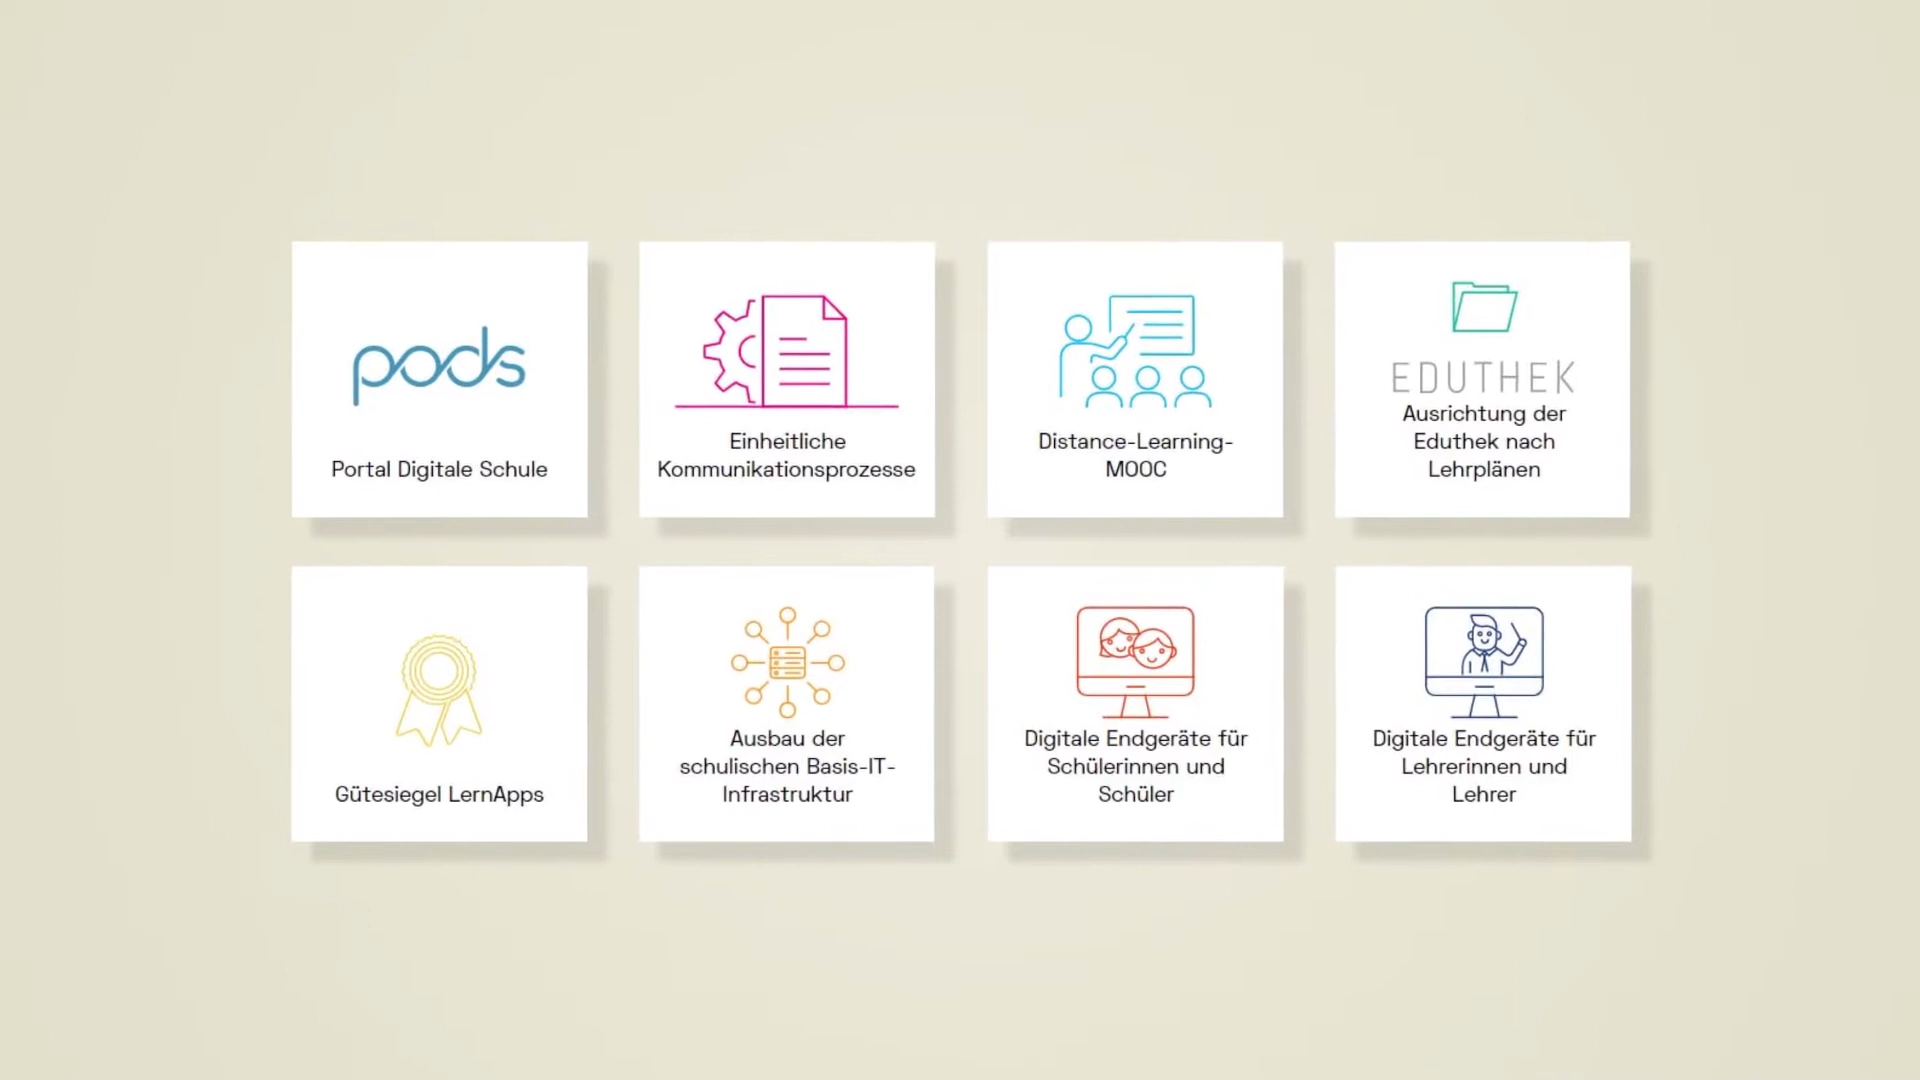 pods
Portal Digitale Schule
Einheitliche
Kommunikationsprozesse
Distance-Learning-
MOOC
EDUTHEK
Ausrichtung der
Eduthek nach
Lehrplänen
Gütesiegel LernApps
Ausbau der
schulischen Basis-IT-
Infrastruktur
Digitale Endgeräte für
Schülerinnen und
Schüler
Digitale Endgeräte für
Lehrerinnen und
Lehrer